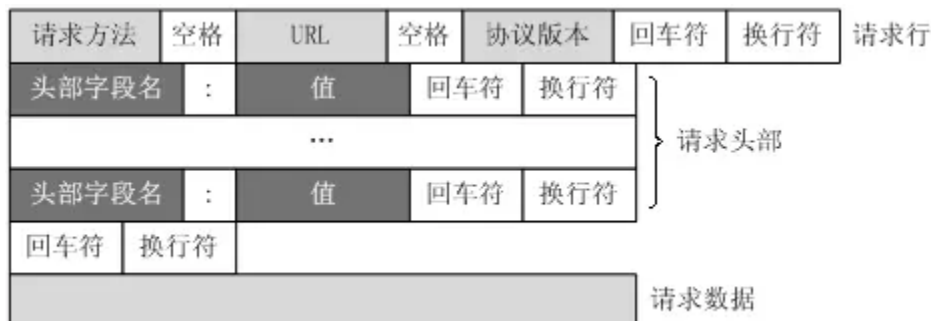 请求方法 空格 URL 空格 协议版本 回车符 换行符 请求行
头部字段名 : 值 回车符 换行符
… 请求头部
头部字段名 : 值 回车符 换行符
回车符 换行符
请求数据